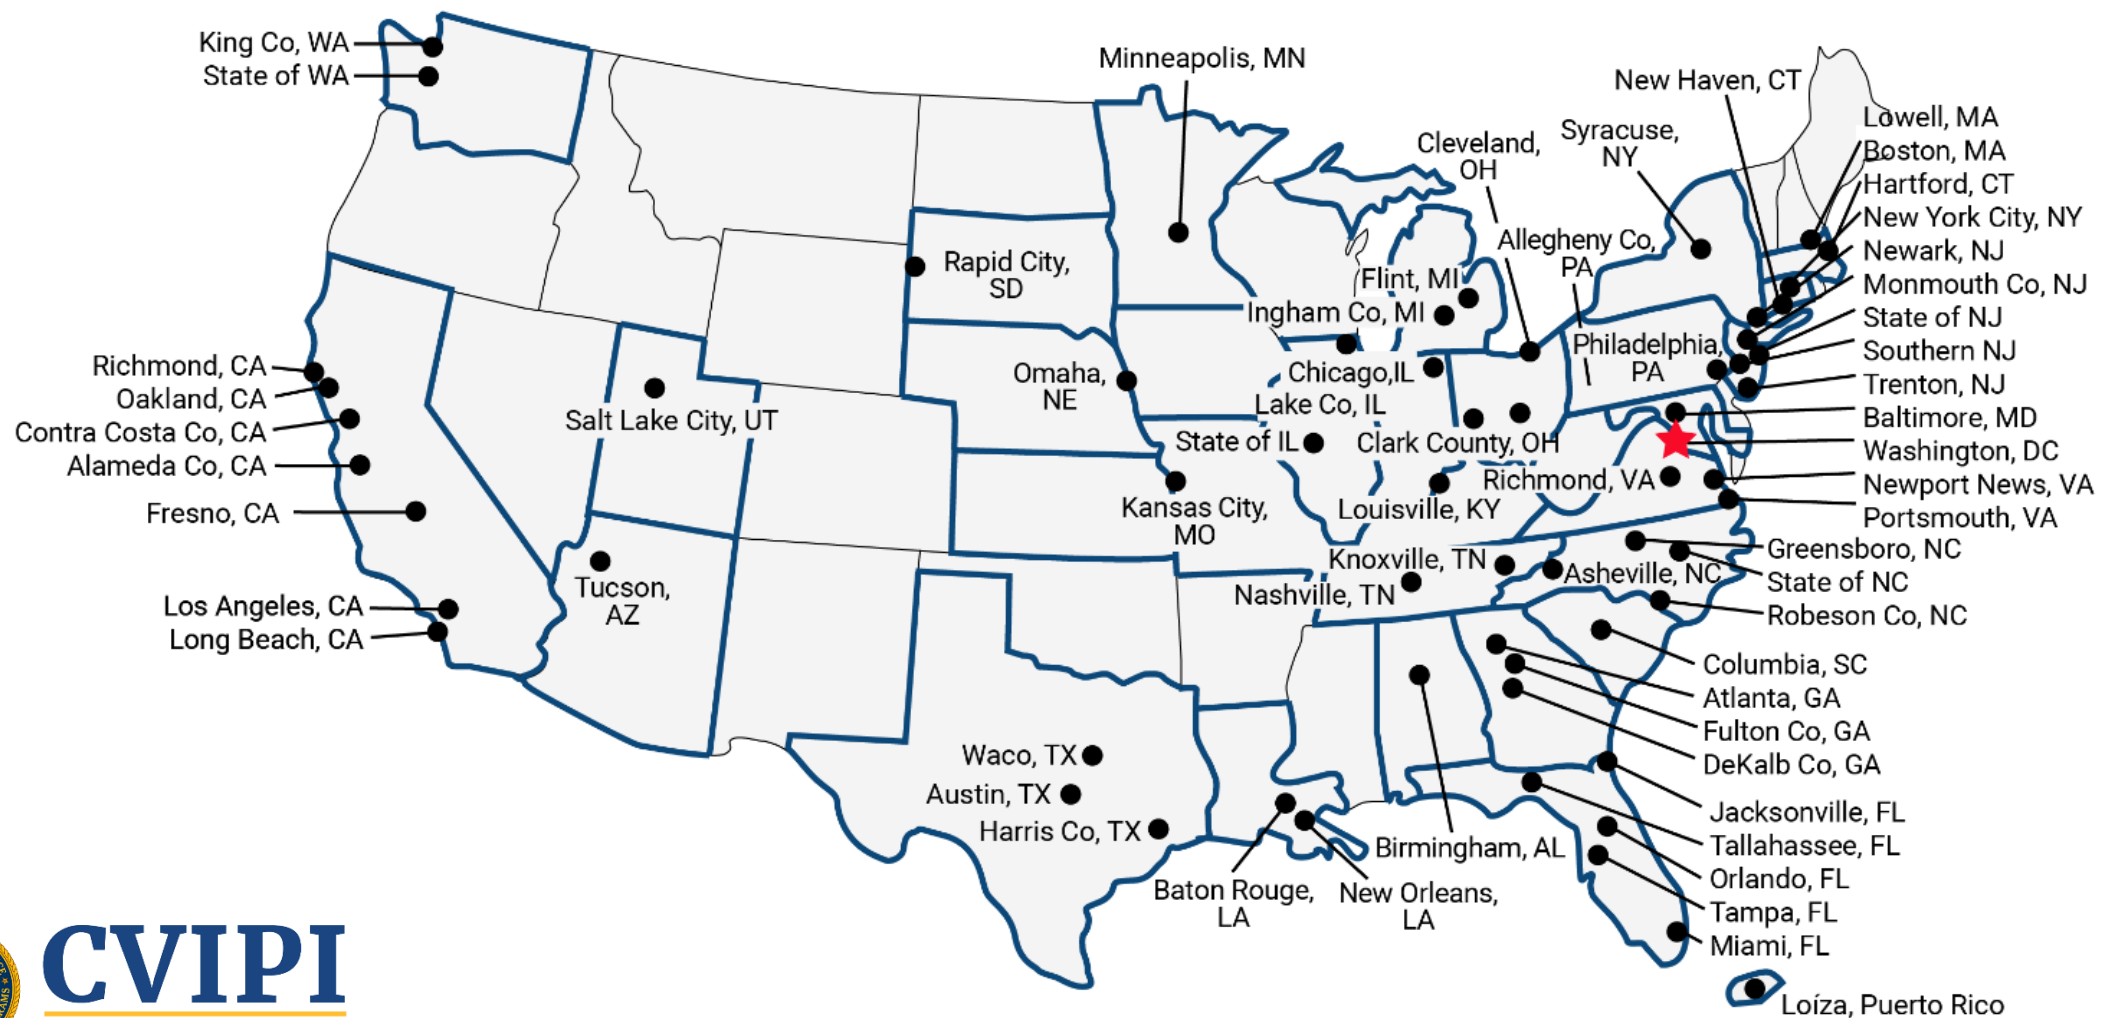 King Co, WA
State of WA
Minneapolis, MN
New Haven, CT
Cleveland,
OH
Syracuse,
NY
Lowell, MA
Boston, MA
Hartford, CT
New York City, NY
Newark, NJ
Monmouth Co, NJ
State of NJ
Southern NJ
Trenton, NJ
Baltimore, MD
Washington, DC
Newport News, VA
Portsmouth, VA
Allegheny Co,
PA
Philadelphia,
PA
Rapid City,
SD
Flint, MI
Ingham Co, MI
Omaha,
NE
Chicago,IL
Lake Co, IL
State of IL
Clark County, OH
Richmond, VA
Louisville, KY
Kansas City,
MO
Richmond, CA
Oakland, CA
Contra Costa Co, CA
Alameda Co, CA
Fresno, CA
Los Angeles, CA
Long Beach, CA
Salt Lake City, UT
Tucson,
AZ
Knoxville, TN
Nashville, TN
Asheville, NC
Greensboro, NC
State of NC
Robeson Co, NC
Columbia, SC
Atlanta, GA
Fulton Co, GA
DeKalb Co, GA
Jacksonville, FL
Tallahassee, FL
Orlando, FL
Tampa, FL
Miami, FL
Waco, TX
Austin, TX
Harris Co, TX
Birmingham, AL
Baton Rouge,
LA
New Orleans,
LA
Loíza, Puerto Rico
CVIPI